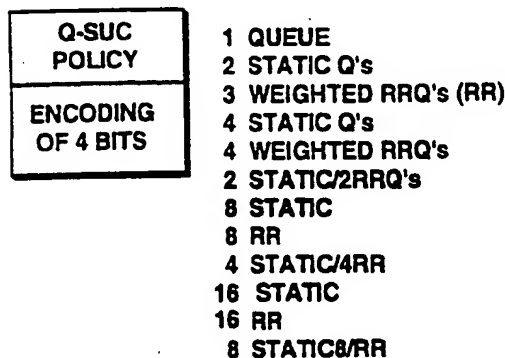 Q-SUC
POLICY
ENCODING
OF 4 BITS
1 QUEUE
2 STATIC Q's
3 WEIGHTED RRQ's (RR)
4 STATIC Q's
4 WEIGHTED RRQ's
2 STATIC/2RRQ's
8 STATIC
8 RR
4 STATIC/4RR
16 STATIC
16 RR
8 STATIC8/RR